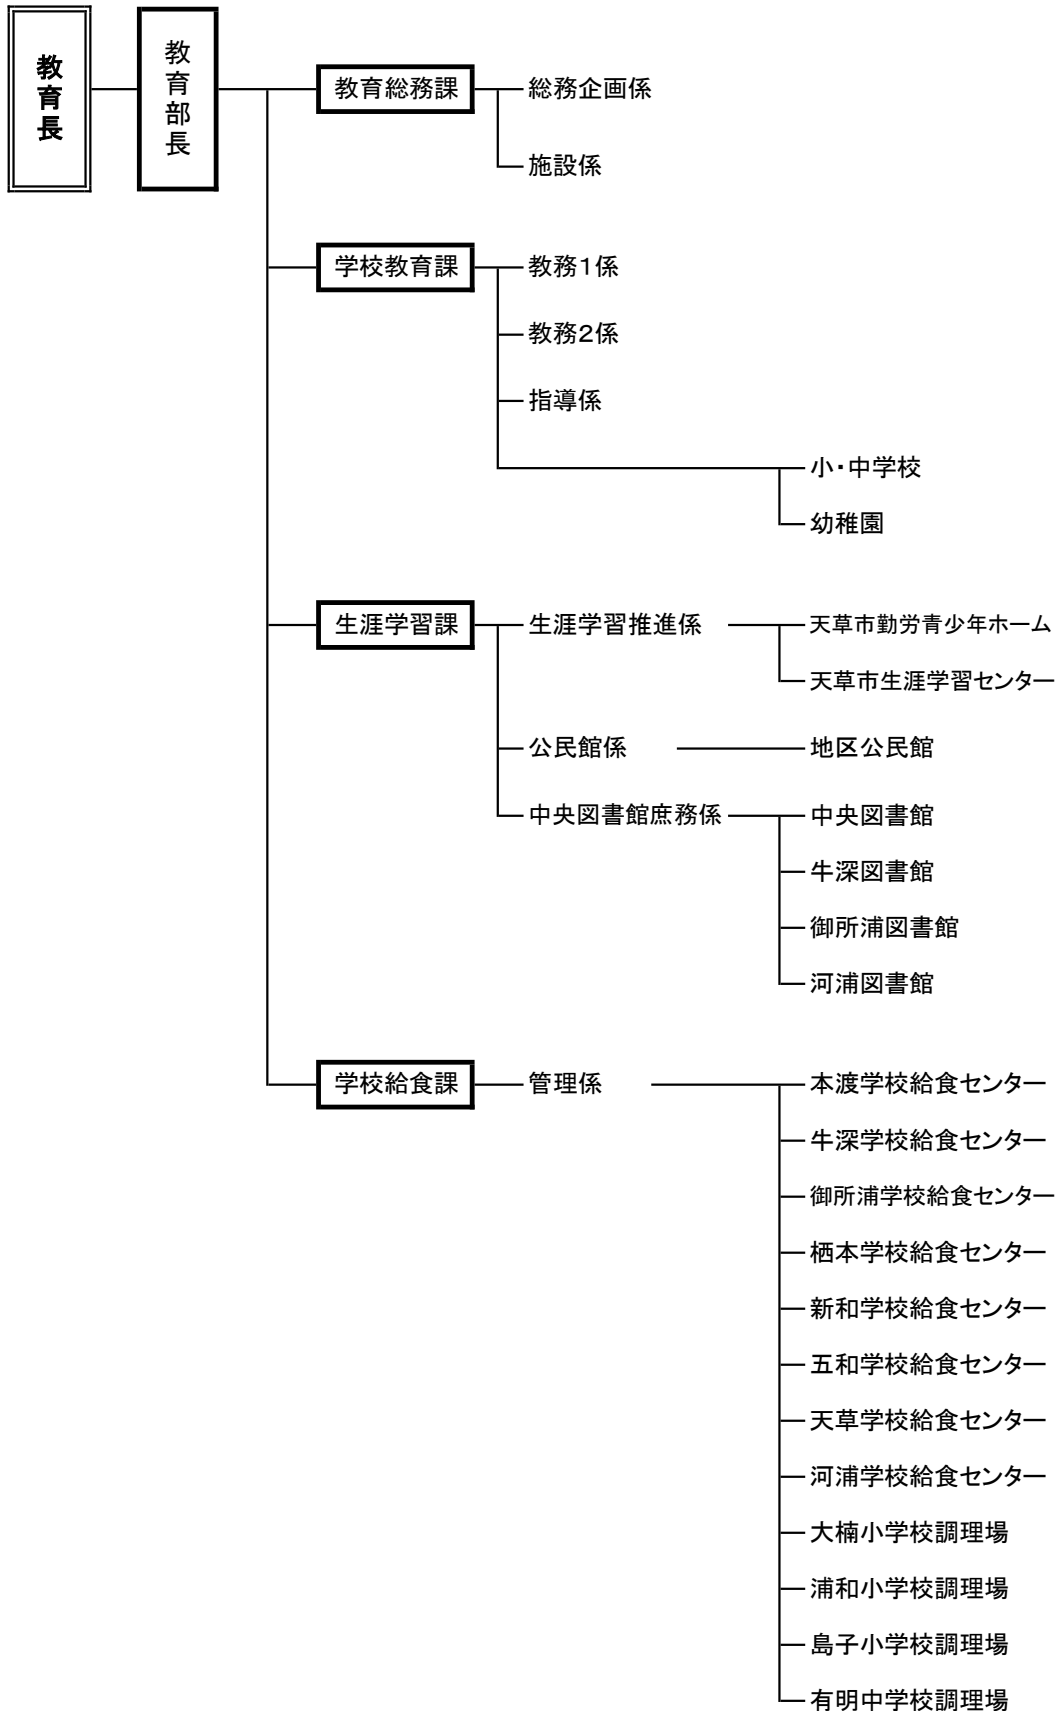 教育長
教育部長
教育総務課
総務企画係
施設係
学校教育課
教務1係
教務2係
指導係
小・中学校
幼稚園
生涯学習課
生涯学習推進係
天草市勤労青少年ホーム
天草市生涯学習センター
公民館係
地区公民館
中央図書館庶務係
中央図書館
牛深図書館
御所浦図書館
河浦図書館
学校給食課
管理係
本渡学校給食センター
牛深学校給食センター
御所浦学校給食センター
栖本学校給食センター
新和学校給食センター
五和学校給食センター
天草学校給食センター
河浦学校給食センター
大楠小学校調理場
浦和小学校調理場
島子小学校調理場
有明中学校調理場